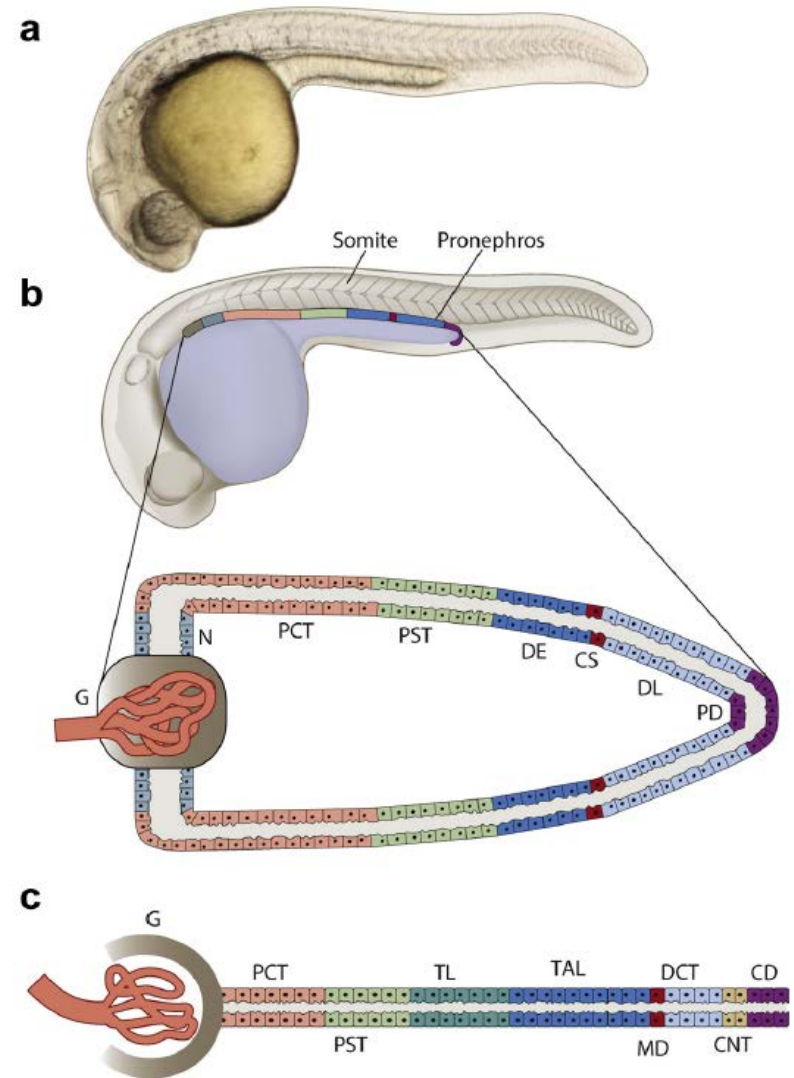 a
Somite Pronephros
b
N
PCT
PST
DE
CS
DL
G
PD
c
G
PCT TL TAL DCT CD
PST MD CNT